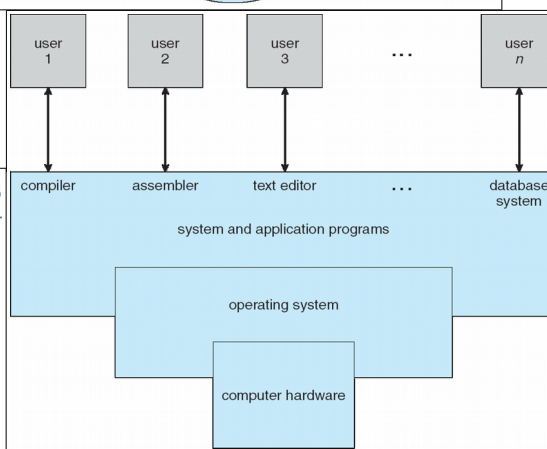 user
1
user
2
user
3
...
user
n
compiler
assembler
text editor
...
database
system
system and application programs
operating system
computer hardware